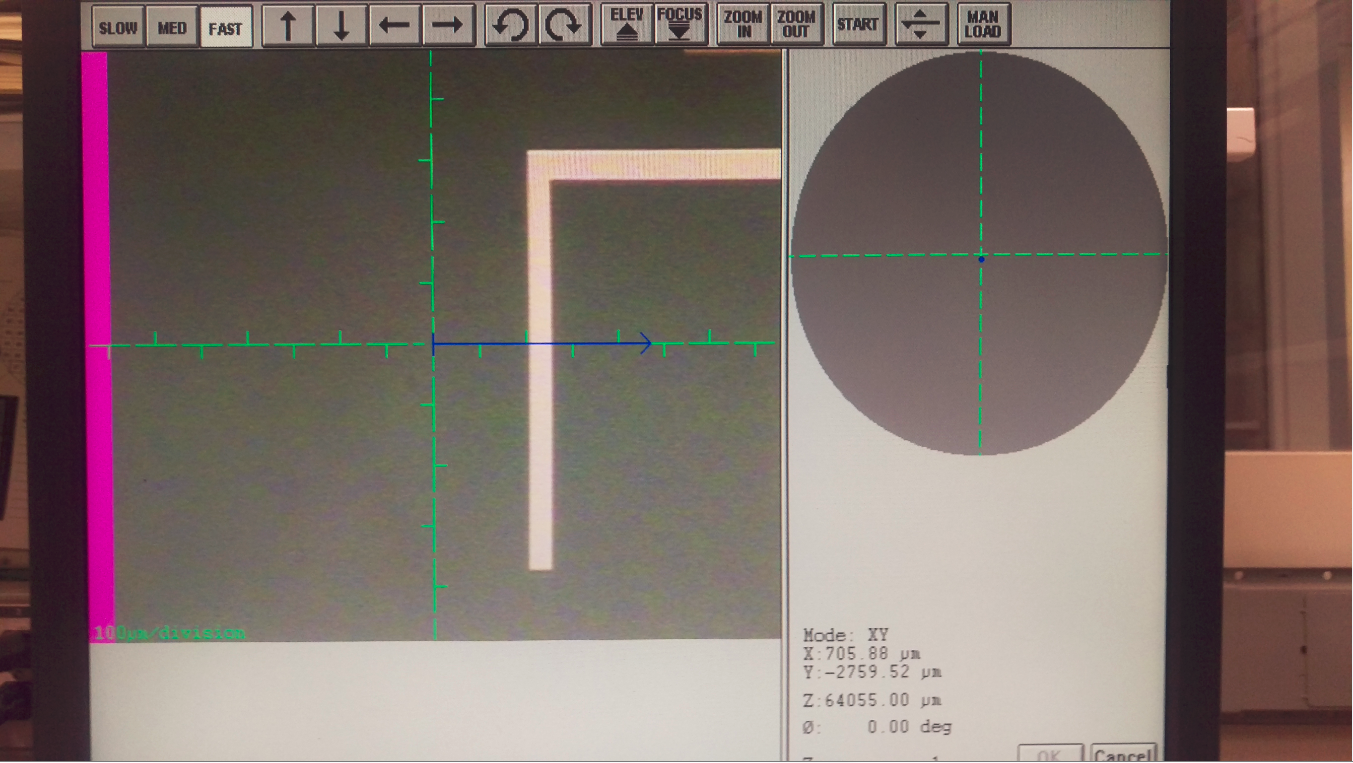 SLOW MED FAST ELEV FOCUS ZOOM IN ZOOM OUT START MAN LOAD
100µm/division
Mode: XY
X:705.88 µm
Y:-2759.52 µm
Z:64055.00 µm
Ø: 0.00 deg
OK Cancel